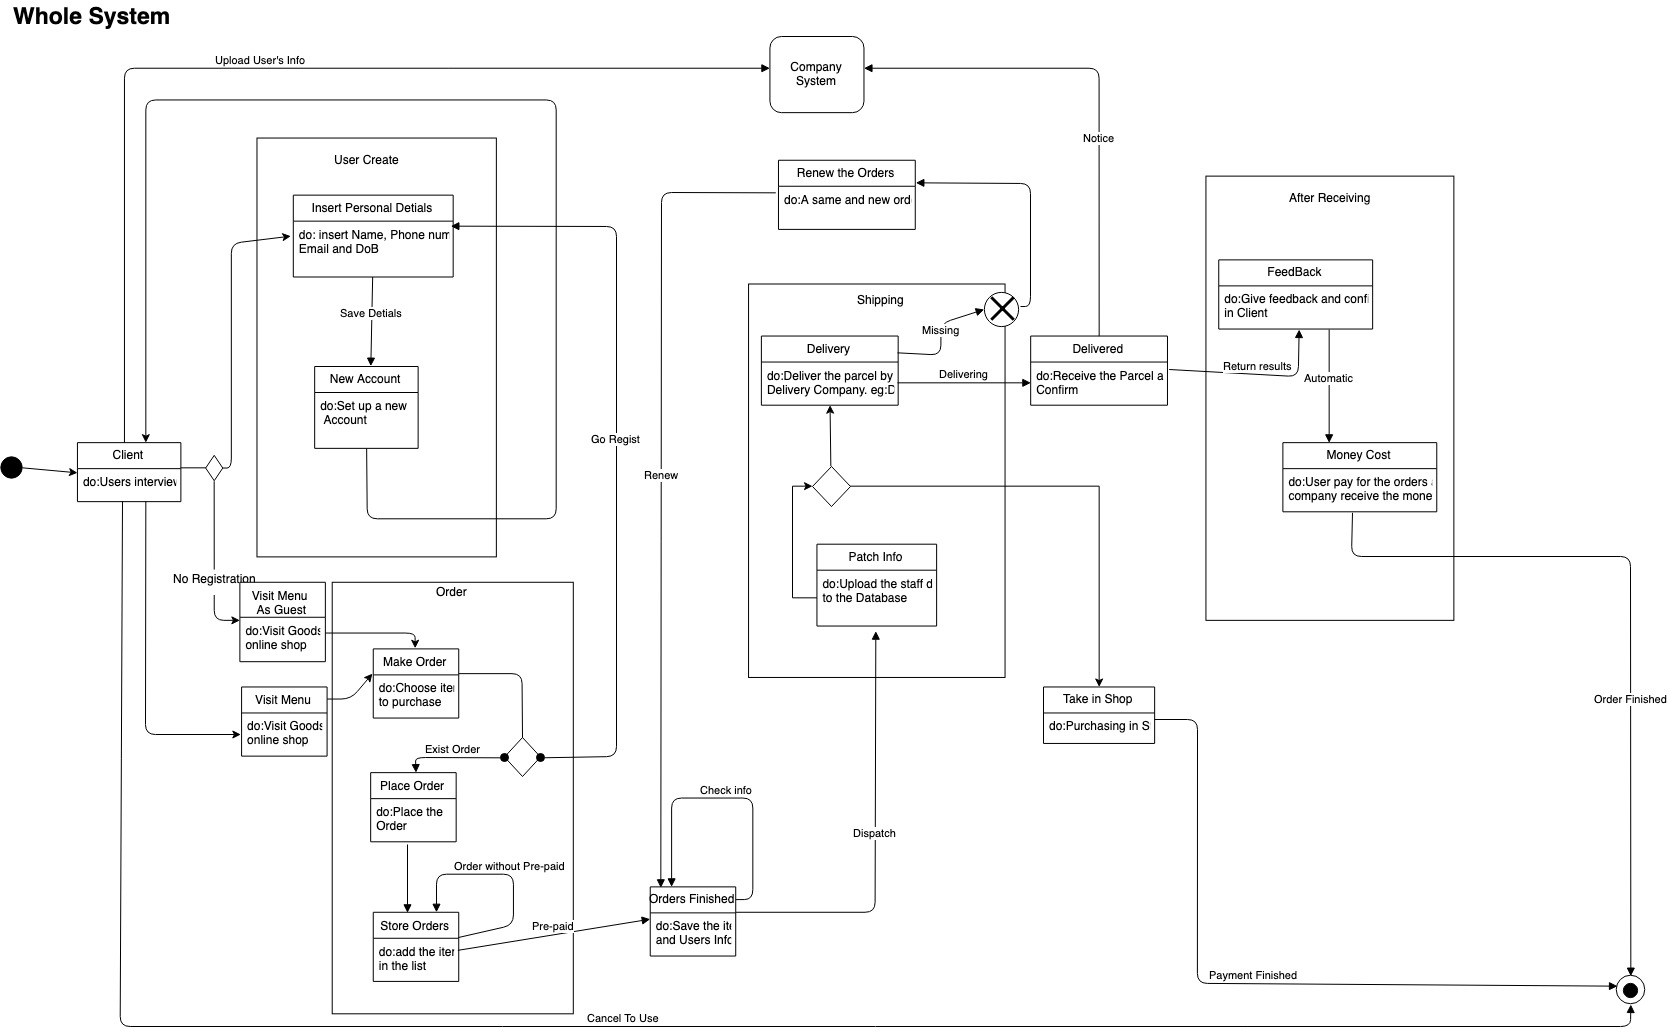 Whole System
Upload User's Info
Company
System
Notice
User Create
Insert Personal Detials
do: insert Name, Phone num
Email and DoB
Save Detials
New Account
do:Set up a new
Account
Client
do:Users interview
Go Regist
Renew
Renew the Orders
do:A same and new ord
Shipping
Missing
Delivery
do:Deliver the parcel by
Delivery Company. eg:D
Delivering
Delivered
do:Receive the Parcel a
Confirm
Return results
After Receiving
FeedBack
do:Give feedback and confi
in Client
Automatic
Money Cost
do:User pay for the orders
company receive the mone
Patch Info
do:Upload the staff d
to the Database
No Registration
Visit Menu
As Guest
do:Visit Goods
online shop
Visit Menu
do:Visit Goods
online shop
Order
Make Order
do:Choose ite
to purchase
Exist Order
Place Order
do:Place the
Order
Order without Pre-paid
Store Orders
do:add the iter
in the list
Pre-paid
Check info
Orders Finished
do:Save the ite
and Users Info
Dispatch
Take in Shop
do:Purchasing in S
Order Finished
Payment Finished
Cancel To Use